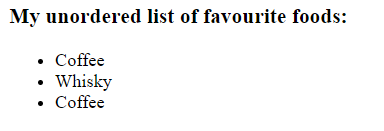 My unordered list of favourite foods:
• Coffee
• Whisky
• Coffee